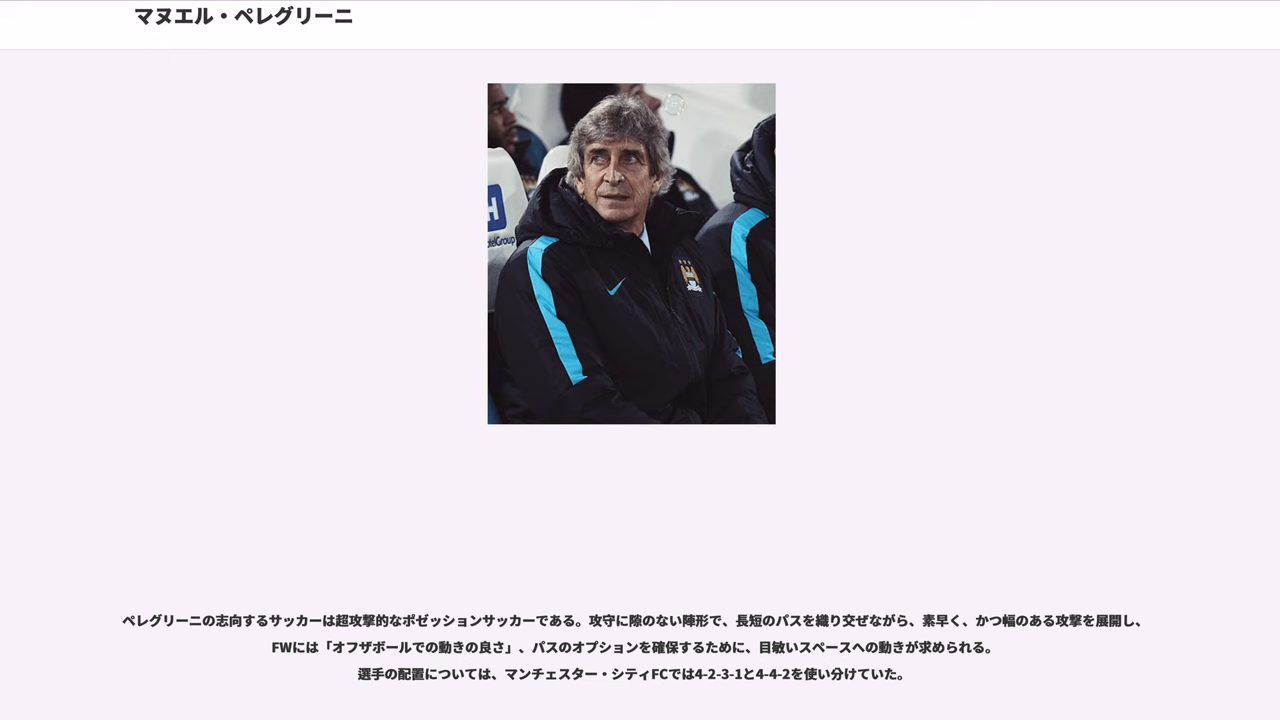 マヌエル・ペレグリーニ
H
telGroup
ペレグリーニの志向するサッカーは超攻撃的なポゼッションサッカーである。攻守に隙のない陣形で、長短のパスを織り交ぜながら、素早く、かつ幅のある攻撃を展開し、
FWには「オフザボールでの動きの良さ」、パスのオプションを確保するために、目敏いスペースへの動きが求められる。
選手の配置については、マンチェスター・シティFCでは4-2-3-1と4-4-2を使い分けていた。